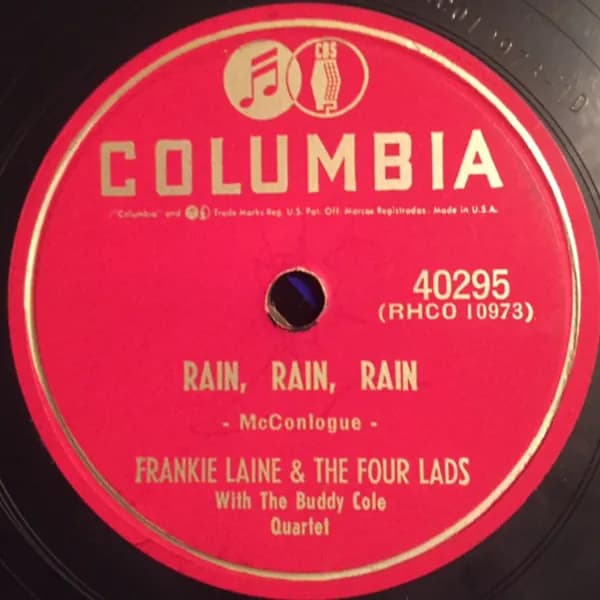 CBS
COLUMBIA
"Columbia" and Trade Marks Reg. U.S. Pat. Off. Marcas Registradas. Made in U.S.A.
40295
(RHCO 10973)
RAIN, RAIN, RAIN
- McConlogue -
FRANKIE LAINE & THE FOUR LADS
With The Buddy Cole
Quartet